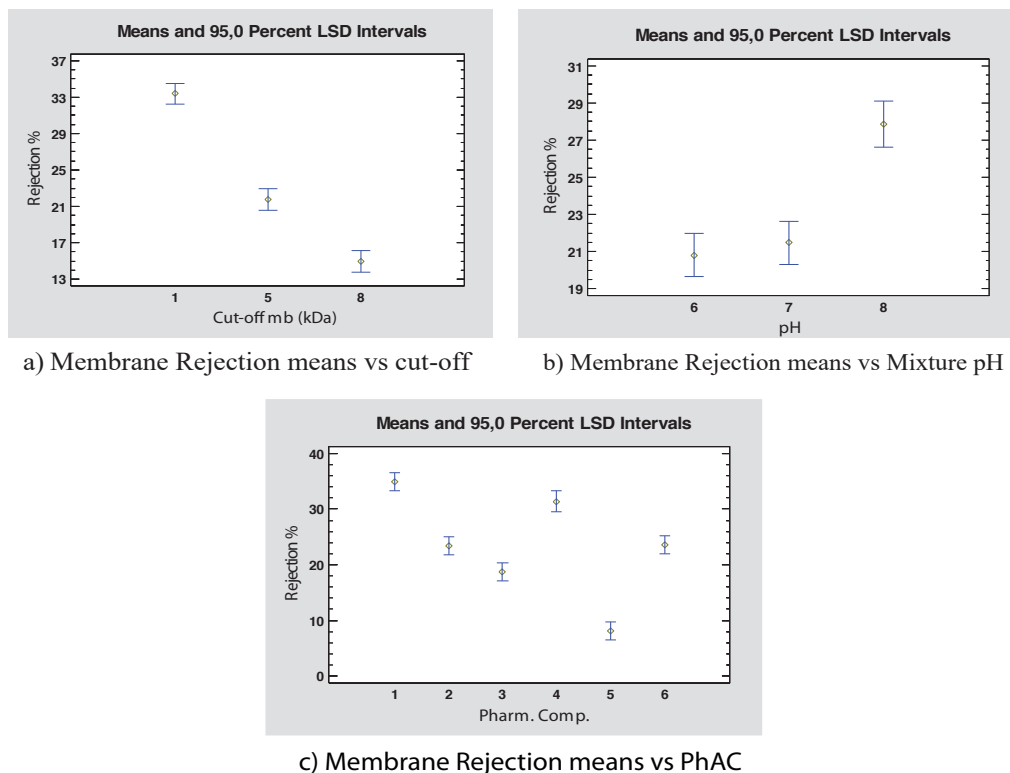 Means and 95,0 Percent LSD Intervals
37
33
29
25
21
17
13
Rejection %
1 5 8
Cut-off mb (kDa)
a) Membrane Rejection means vs cut-off
Means and 95,0 Percent LSD Intervals
31
29
27
25
23
21
19
Rejection %
6 7 8
pH
b) Membrane Rejection means vs Mixture pH
Means and 95,0 Percent LSD Intervals
40
30
20
10
0
Rejection %
1 2 3 4 5 6
Pharm. Comp.
c) Membrane Rejection means vs PhAC